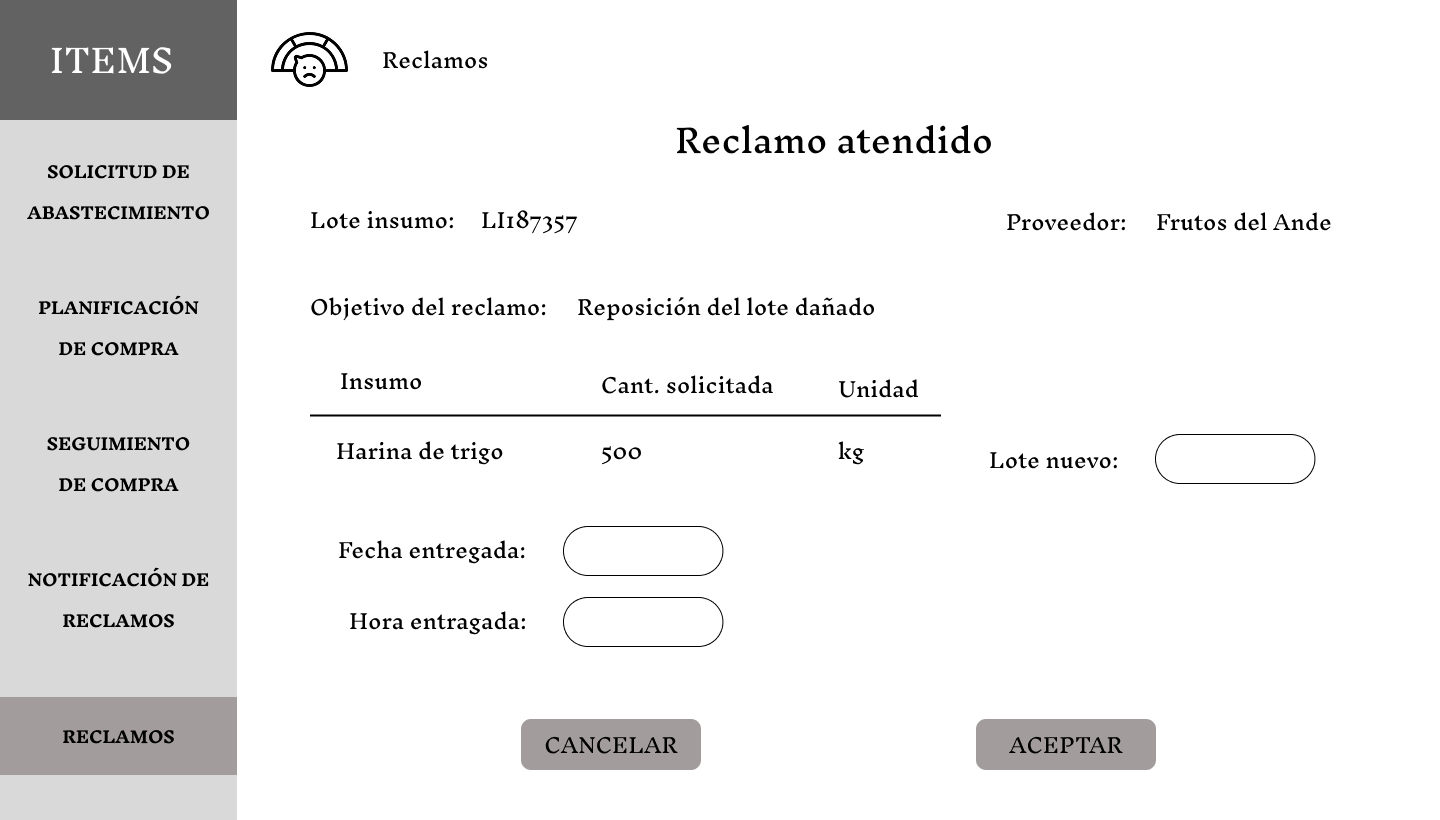 ITEMS
SOLICITUD DE
ABASTECIMIENTO
PLANIFICACIÓN
DE COMPRA
SEGUIMIENTO
DE COMPRA
NOTIFICACIÓN DE
RECLAMOS
RECLAMOS
Reclamos
Reclamo atendido
Lote insumo: LI187357 Proveedor: Frutos del Ande
Objetivo del reclamo: Reposición del lote dañado
Insumo Cant. solicitada Unidad
Harina de trigo 500 kg Lote nuevo:
Fecha entregada:
Hora entragada:
CANCELAR ACEPTAR